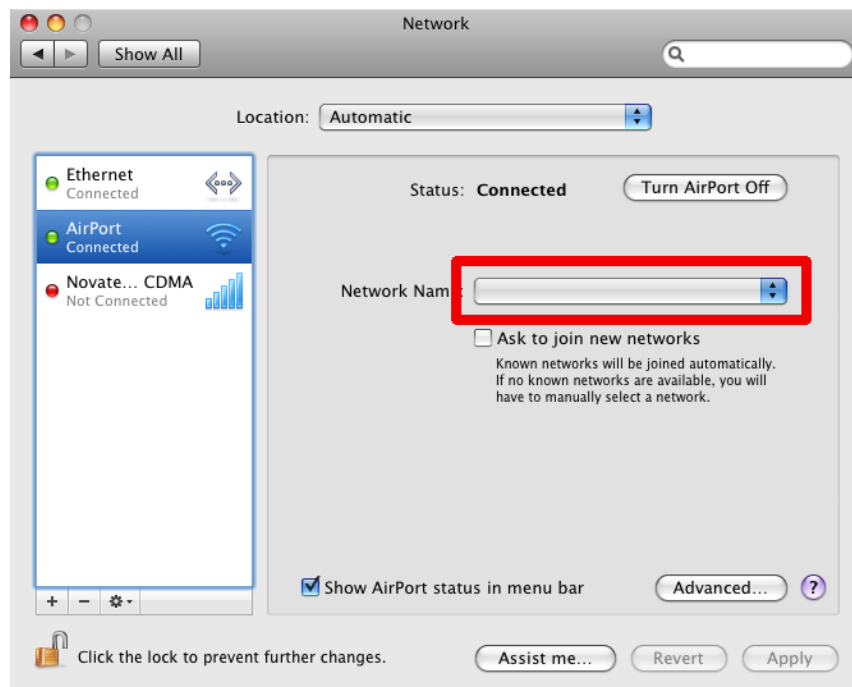 Network
Show All
Location: Automatic
Ethernet
Connected
AirPort
Connected
Novate... CDMA
Not Connected
Status: Connected
Turn AirPort Off
Network Nam :
Ask to join new networks
Known networks will be joined automatically.
If no known networks are available, you will
have to manually select a network.
Show AirPort status in menu bar
Advanced...
?
+ -
Click the lock to prevent further changes.
Assist me...
Revert
Apply